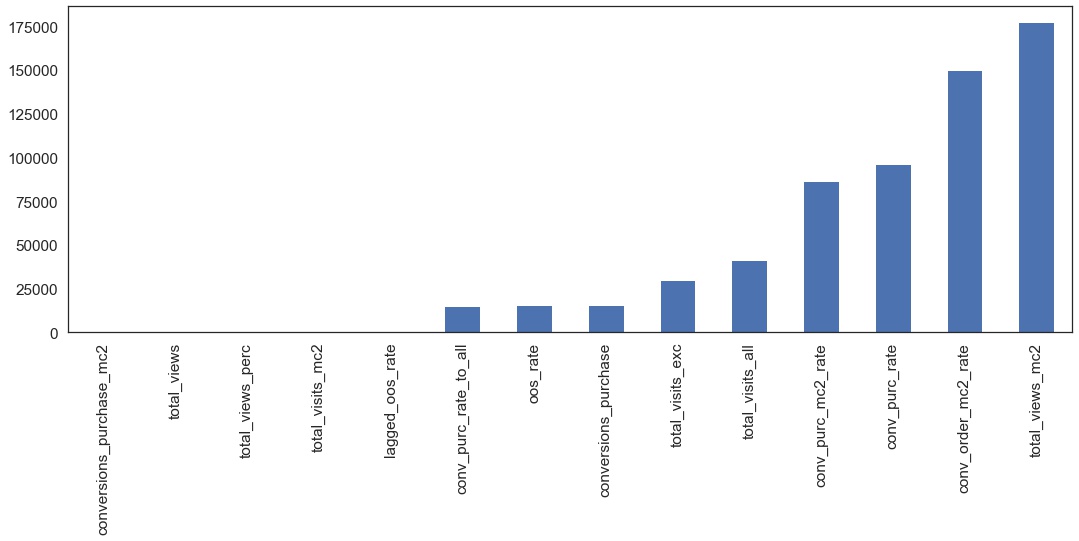 175000
150000
125000
100000
75000
50000
25000
0
conversions_purchase_mc2
total_views
total_views_perc
total_visits_mc2
lagged_oos_rate
conv_purc_rate_to_all
oos_rate
conversions_purchase
total_visits_exc
total_visits_all
conv_purc_mc2_rate
conv_purc_rate
conv_order_mc2_rate
total_views_mc2